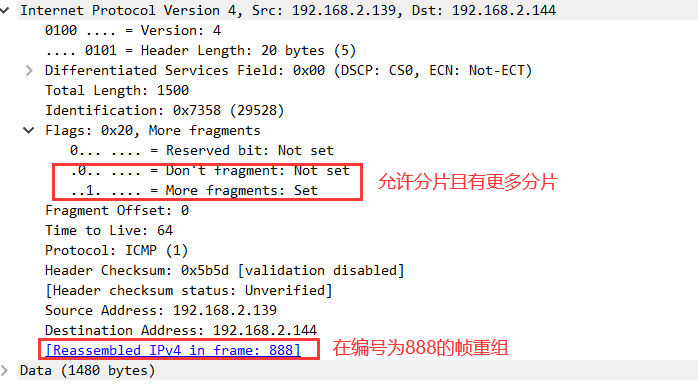 Internet Protocol Version 4, Src: 192.168.2.139, Dst: 192.168.2.144
0100 .... = Version: 4
.... 0101 = Header Length: 20 bytes (5)
Differentiated Services Field: 0x00 (DSCP: CS0, ECN: Not-ECT)
Total Length: 1500
Identification: 0x7358 (29528)
Flags: 0x20, More fragments
0... .... = Reserved bit: Not set
.0.. .... = Don't fragment: Not set
..1. .... = More fragments: Set
允许分片且有更多分片
Fragment Offset: 0
Time to Live: 64
Protocol: ICMP (1)
Header Checksum: 0x5b5d [validation disabled]
[Header checksum status: Unverified]
Source Address: 192.168.2.139
Destination Address: 192.168.2.144
[Reassembled IPv4 in frame: 888]
在编号为888的帧重组
Data (1480 bytes)